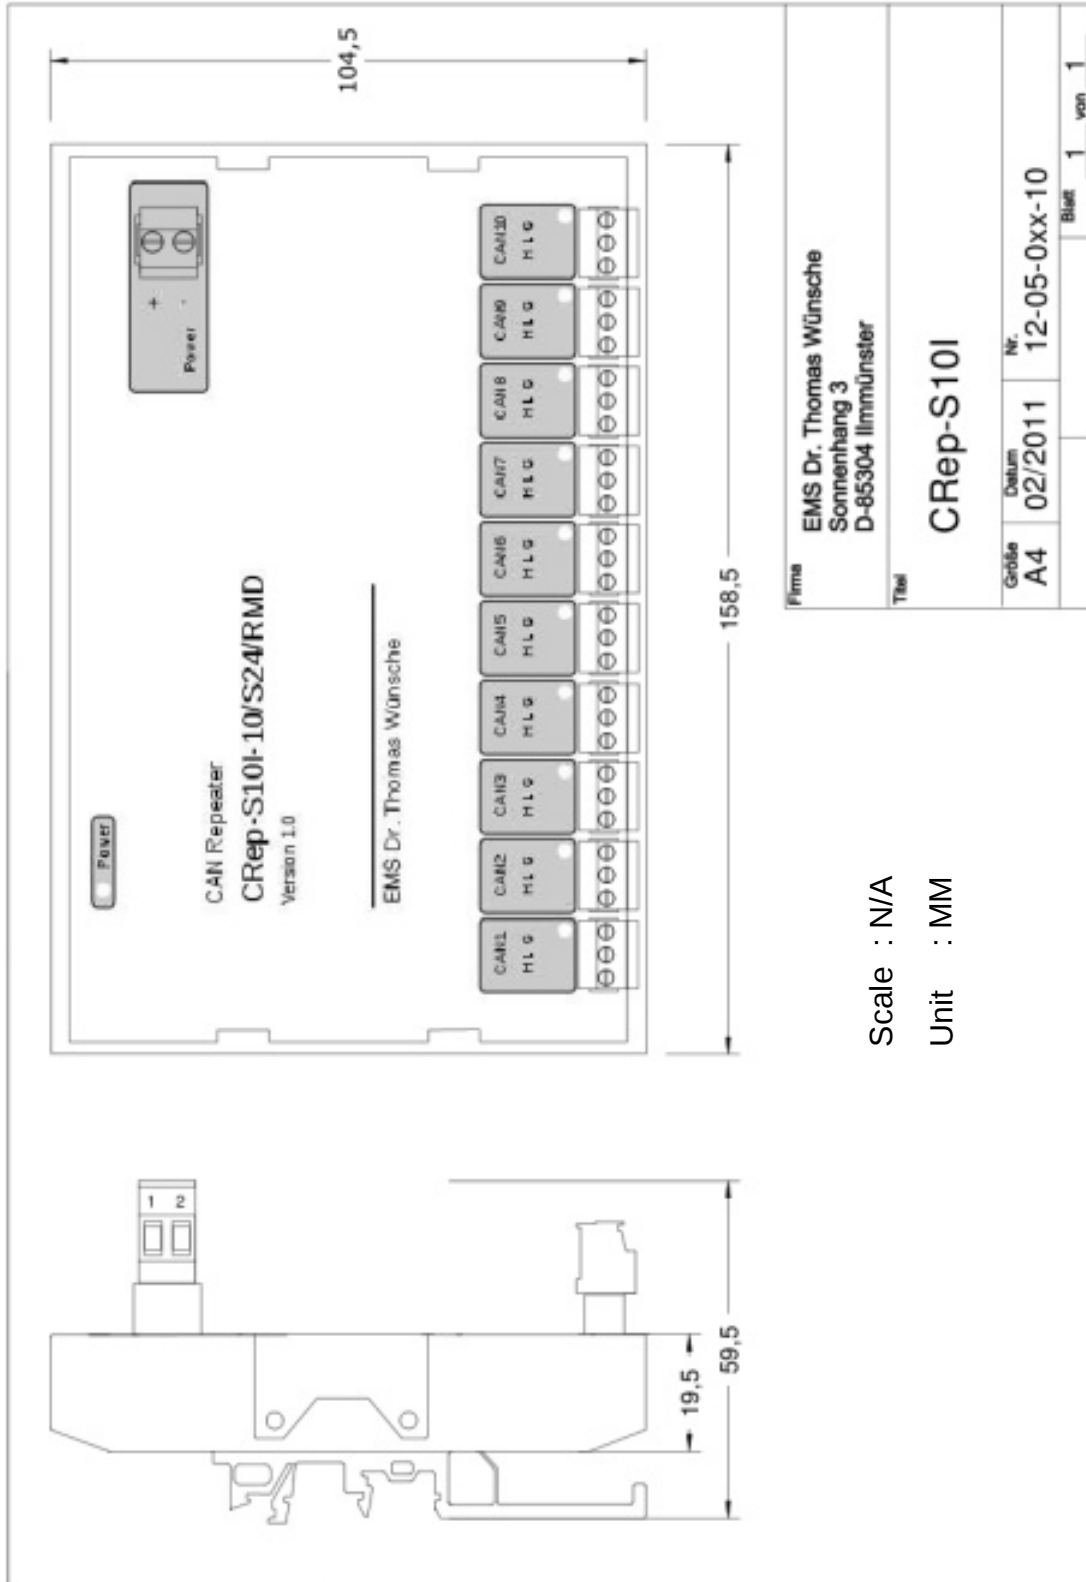 104,5
+
-
Power
Power
CAN Repeater
CRep-S10I-10/S24/RMD
Version 1.0
EMS Dr. Thomas Wünsche
CAN1
H L G
CAN2
H L G
CAN3
H L G
CAN4
H L G
CAN5
H L G
CAN6
H L G
CAN7
H L G
CAN8
H L G
CAN9
H L G
CAN10
H L G
158,5
1 2
19,5
59,5
Scale : N/A
Unit : MM
Firma
EMS Dr. Thomas Wünsche
Sonnenhang 3
D-85304 Ilmmünster
Titel
CRep-S10I
Größe
A4
Datum
02/2011
Nr.
12-05-0xx-10
Blatt
1 von 1